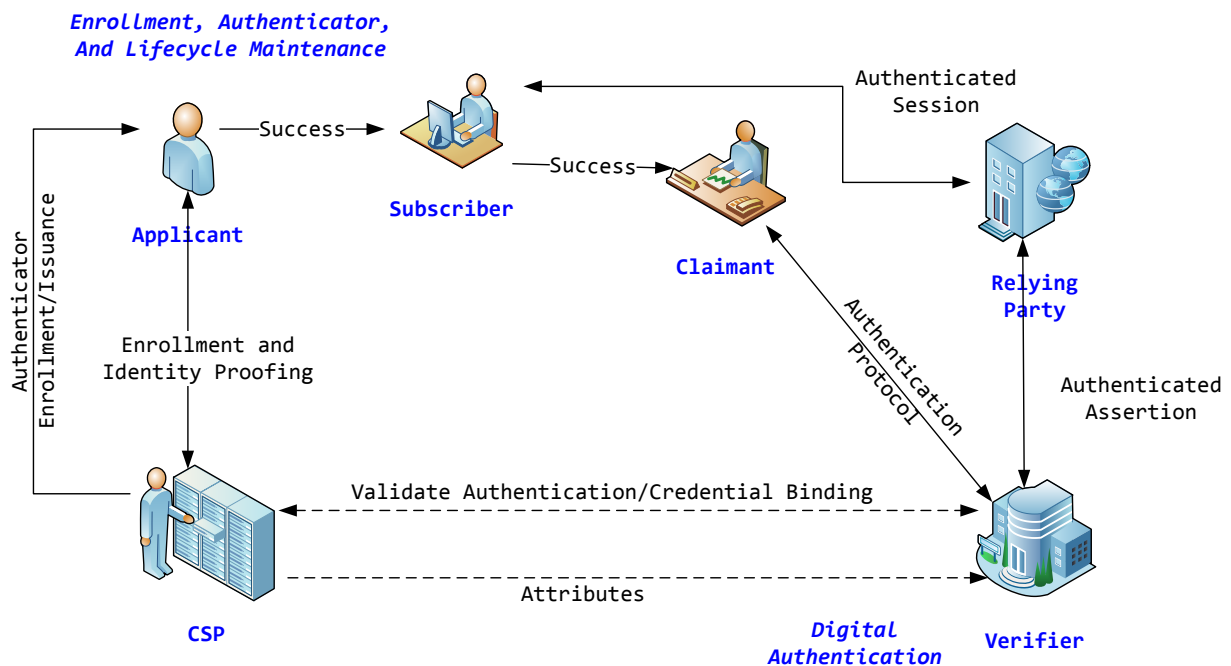 Enrollment, Authenticator,
And Lifecycle Maintenance
Success
Authenticated
Session
Success
Subscriber
Applicant
Claimant
Relying
Party
Authenticator
Enrollment/Issuance
Enrollment and
Identity Proofing
Authentication
Protocol
Authenticated
Assertion
Validate Authentication/Credential Binding
Attributes
CSP
Digital
Authentication
Verifier